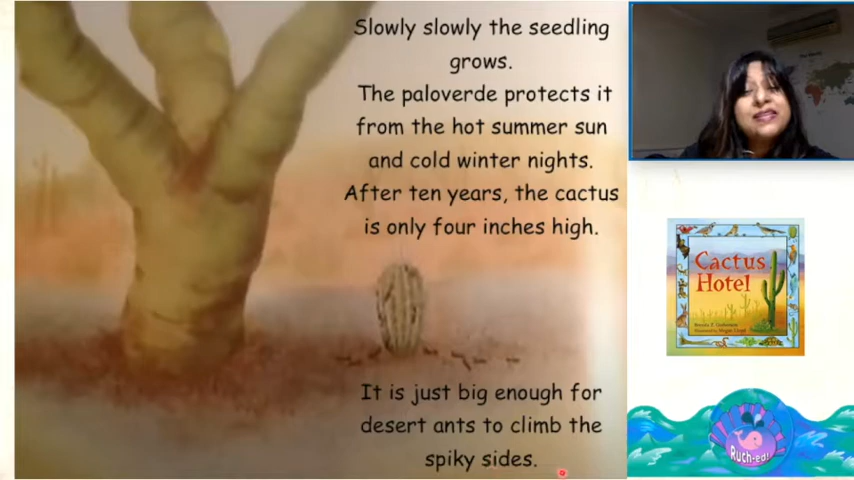 Slowly slowly the seedling
grows.
The paloverde protects it
from the hot summer sun
and cold winter nights.
After ten years, the cactus
is only four inches high.
It is just big enough for
desert ants to climb the
spiky sides.
Cactus
Hotel
Ruch-ea!